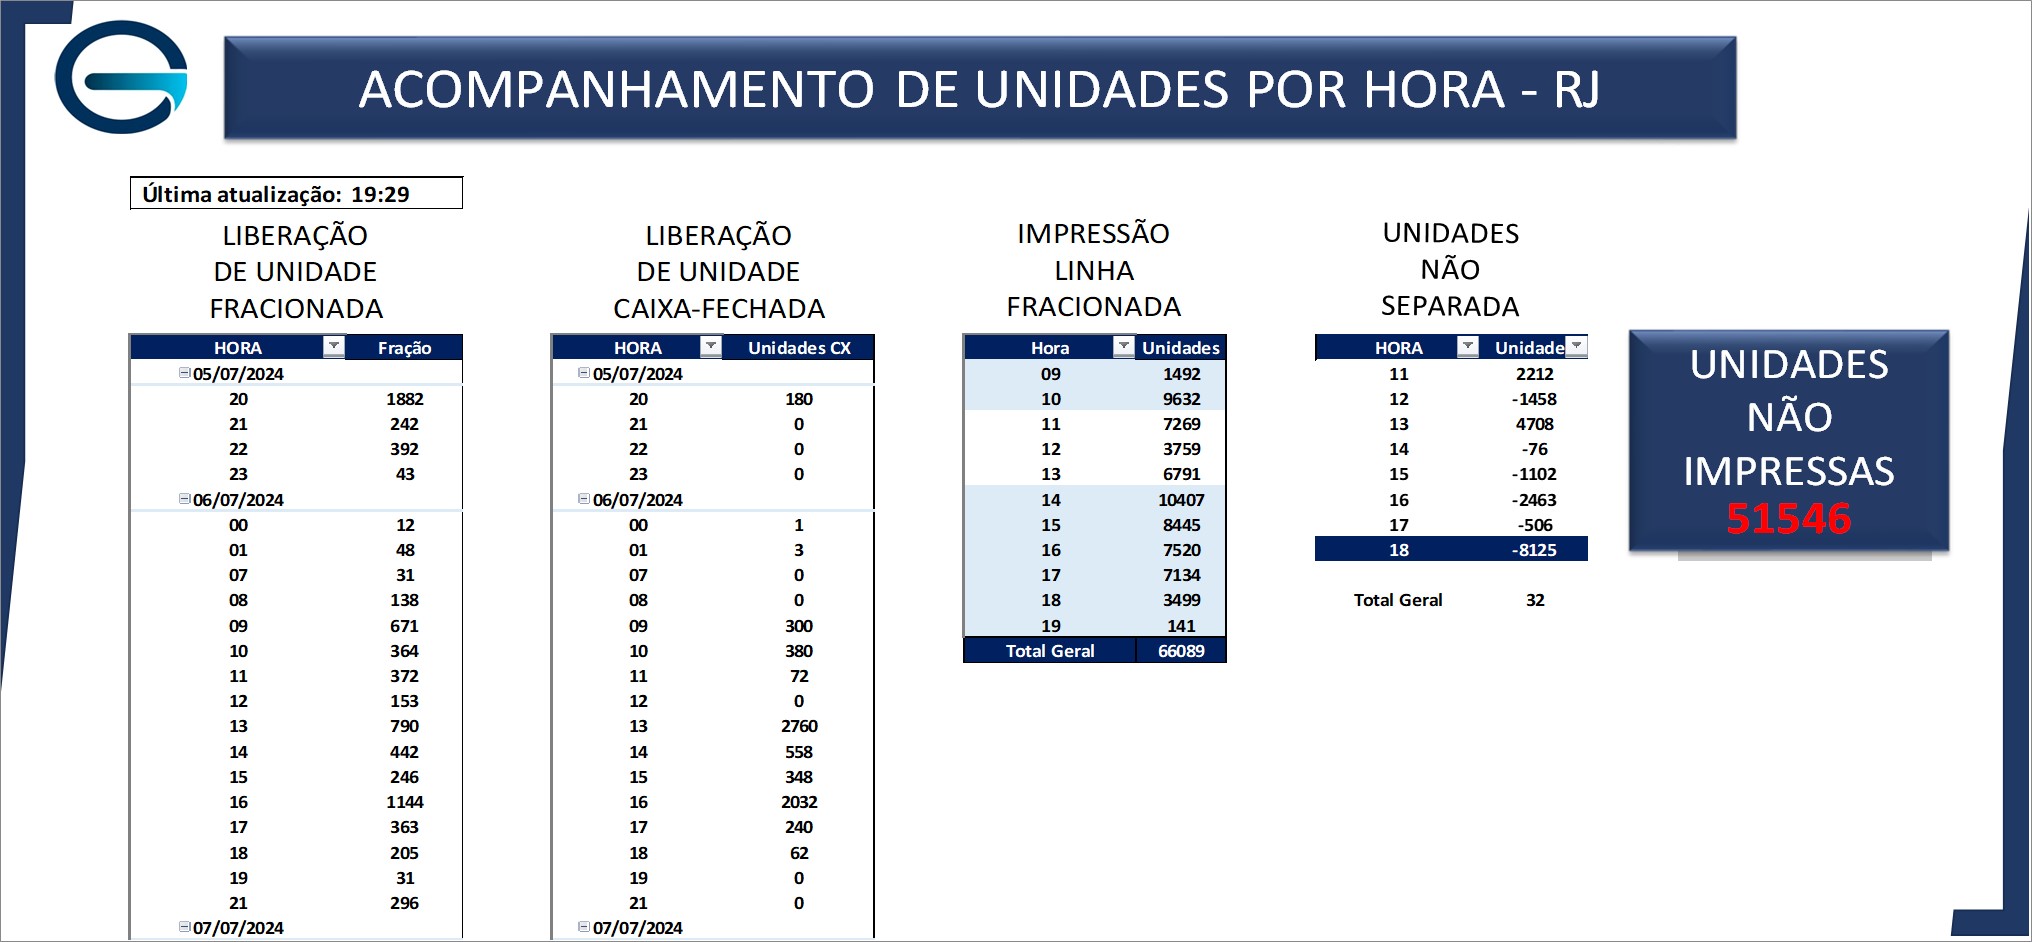 ACOMPANHAMENTO DE UNIDADES POR HORA - RJ
Última atualização: 19:29
LIBERAÇÃO
DE UNIDADE
FRACIONADA
HORA Fração
05/07/2024
20 1882
21 242
22 392
23 43
06/07/2024
00 12
01 48
07 31
08 138
09 671
10 364
11 372
12 153
13 790
14 442
15 246
16 1144
17 363
18 205
19 31
21 296
07/07/2024
LIBERAÇÃO
DE UNIDADE
CAIXA-FECHADA
HORA Unidades CX
05/07/2024
20 180
21 0
22 0
23 0
06/07/2024
00 1
01 3
07 0
08 0
09 300
10 380
11 72
12 0
13 2760
14 558
15 348
16 2032
17 240
18 62
19 0
21 0
07/07/2024
IMPRESSÃO
LINHA
FRACIONADA
Hora Unidades
09 1492
10 9632
11 7269
12 3759
13 6791
14 10407
15 8445
16 7520
17 7134
18 3499
19 141
Total Geral 66089
UNIDADES
NÃO
SEPARADA
HORA Unidade
11 2212
12 -1458
13 4708
14 -76
15 -1102
16 -2463
17 -506
18 -8125
Total Geral 32
UNIDADES
NÃO
IMPRESSAS
51546